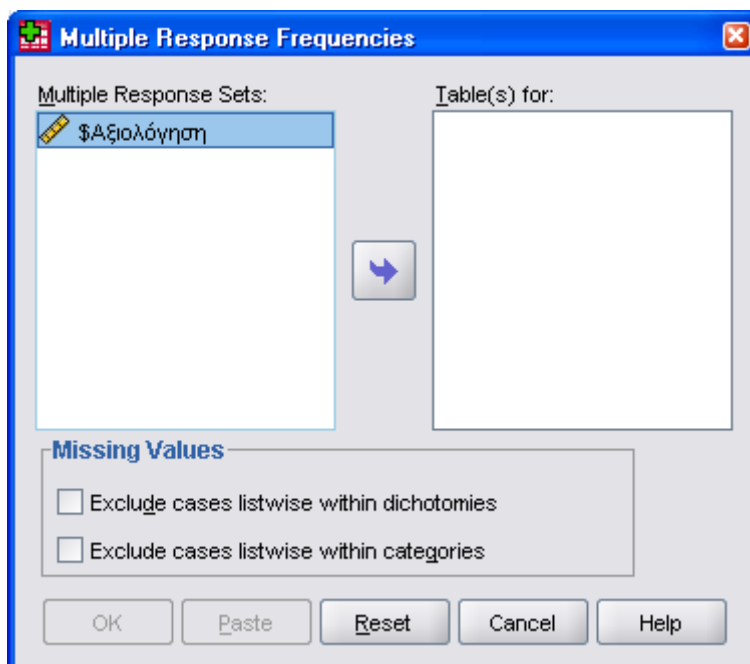 Multiple Response Frequencies
Multiple Response Sets:
Table(s) for:
$Αξιολόγηση
Missing Values
Exclude cases listwise within dichotomies
Exclude cases listwise within categories
OK Paste Reset Cancel Help